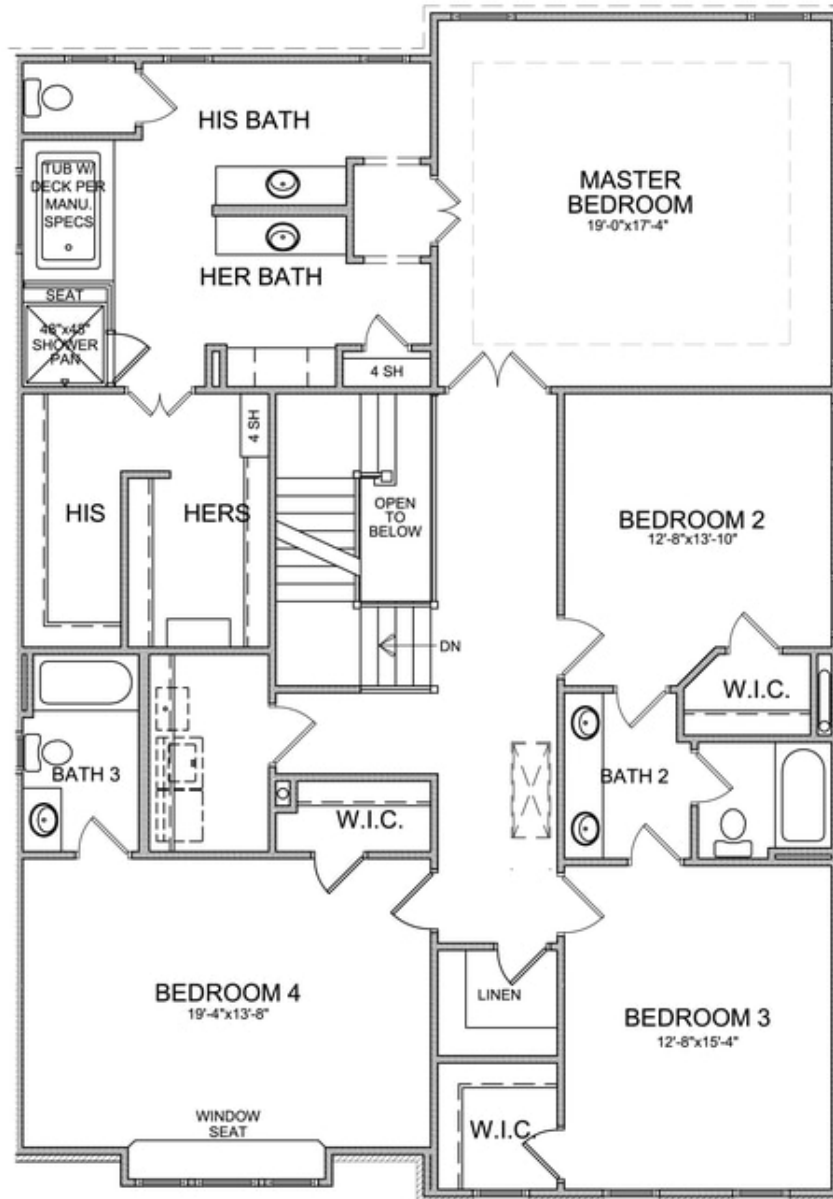 HIS BATH
TUB W/
DECK PER
MANU.
SPECS
MASTER
BEDROOM
19'-0"x17'-4"
HER BATH
SEAT
48"x48"
SHOWER
PAN
4 SH
4 SH
HIS
HERS
OPEN
TO
BELOW
BEDROOM 2
12'-8"x13'-10"
DN
W.I.C.
BATH 3
BATH 2
W.I.C.
BEDROOM 4
19'-4"x13'-8"
LINEN
BEDROOM 3
12'-8"x15'-4"
WINDOW
SEAT
W.I.C.